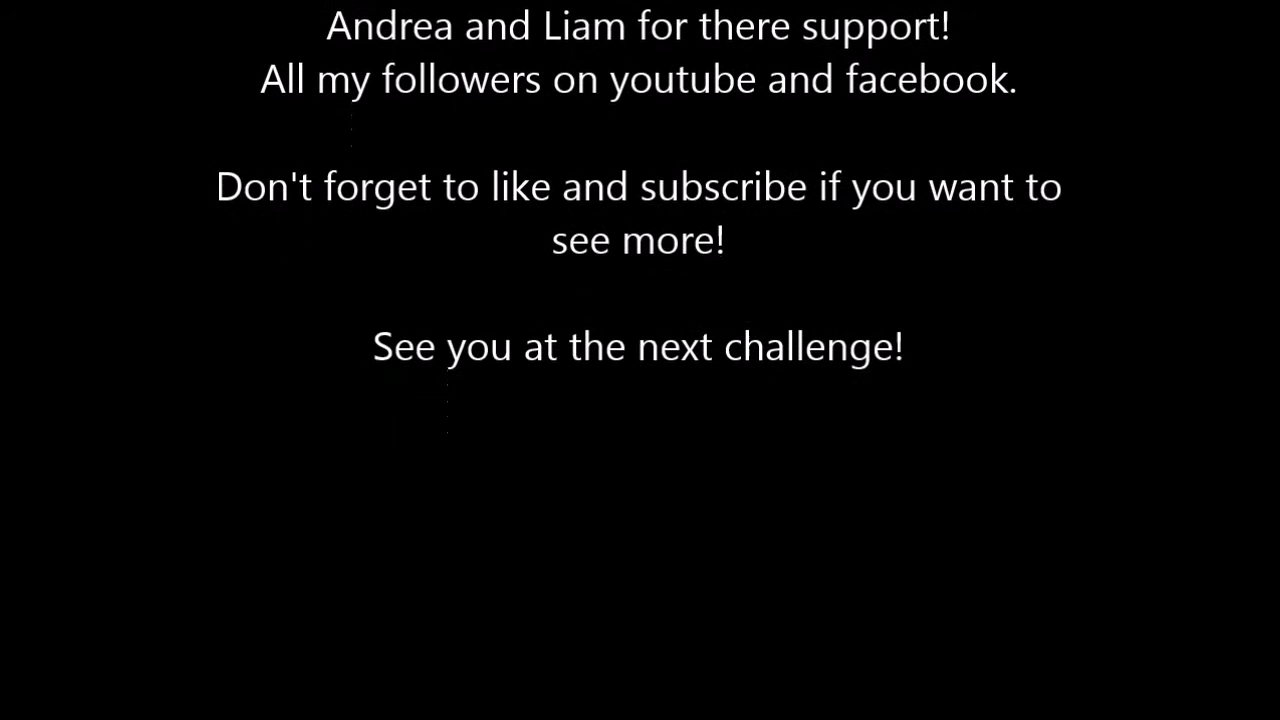 Andrea and Liam for there support!
All my followers on youtube and facebook.
Don't forget to like and subscribe if you want to
see more!
See you at the next challenge!